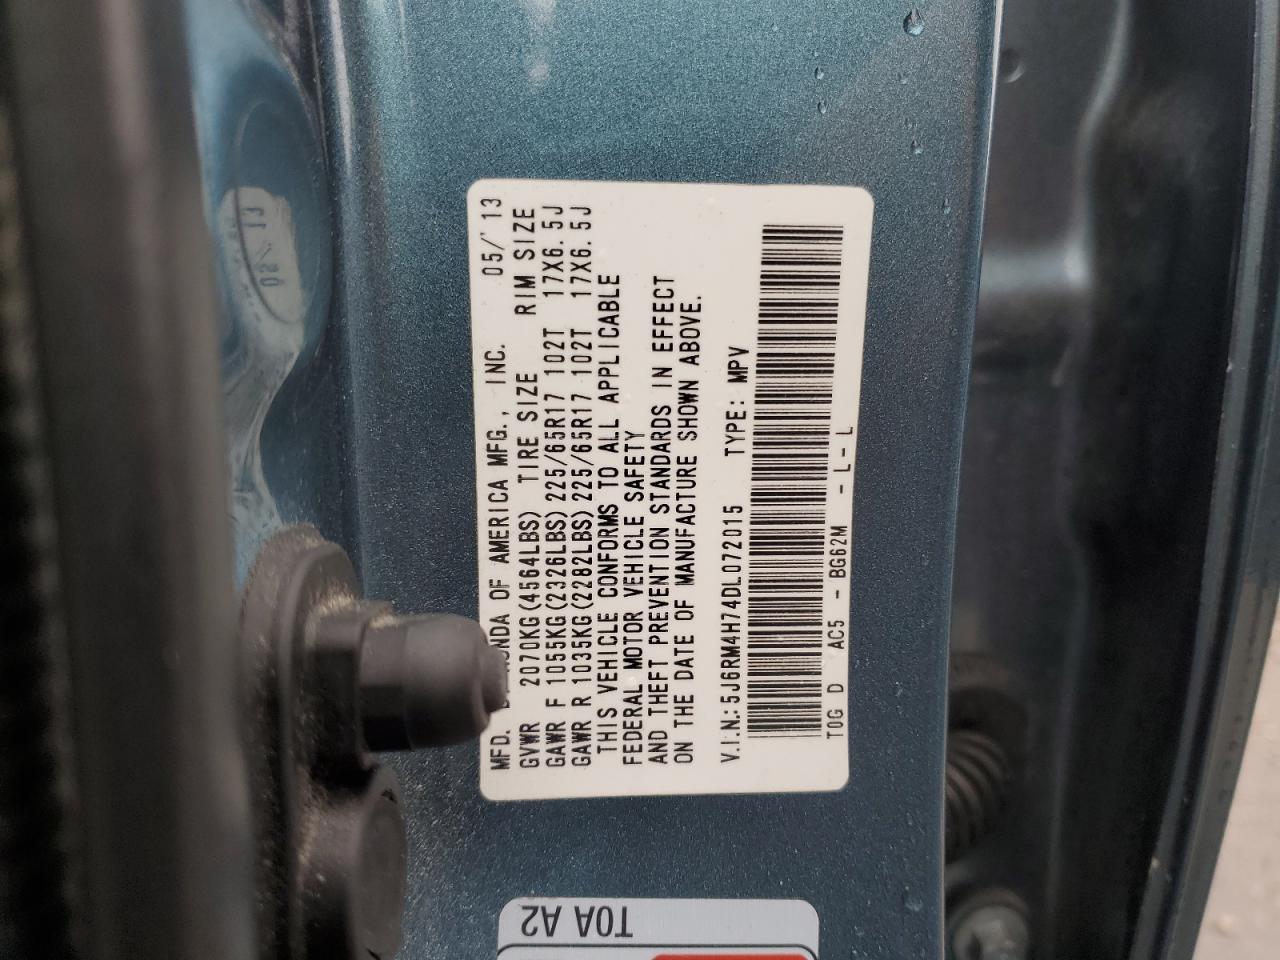 MFD. BY HONDA OF AMERICA MFG., INC. 05/'13
GVWR 2070KG(4564LBS) TIRE SIZE RIM SIZE
GAWR F 1055KG(2326LBS) 225/65R17 102T 17X6.5J
GAWR R 1035KG(2282LBS) 225/65R17 102T 17X6.5J
THIS VEHICLE CONFORMS TO ALL APPLICABLE
FEDERAL MOTOR VEHICLE SAFETY
AND THEFT PREVENTION STANDARDS IN EFFECT
ON THE DATE OF MANUFACTURE SHOWN ABOVE.
V.I.N.: 5J6RM4H74DL072015 TYPE: MPV
T0G D AC5 - BG62M - L - L
T0A A2